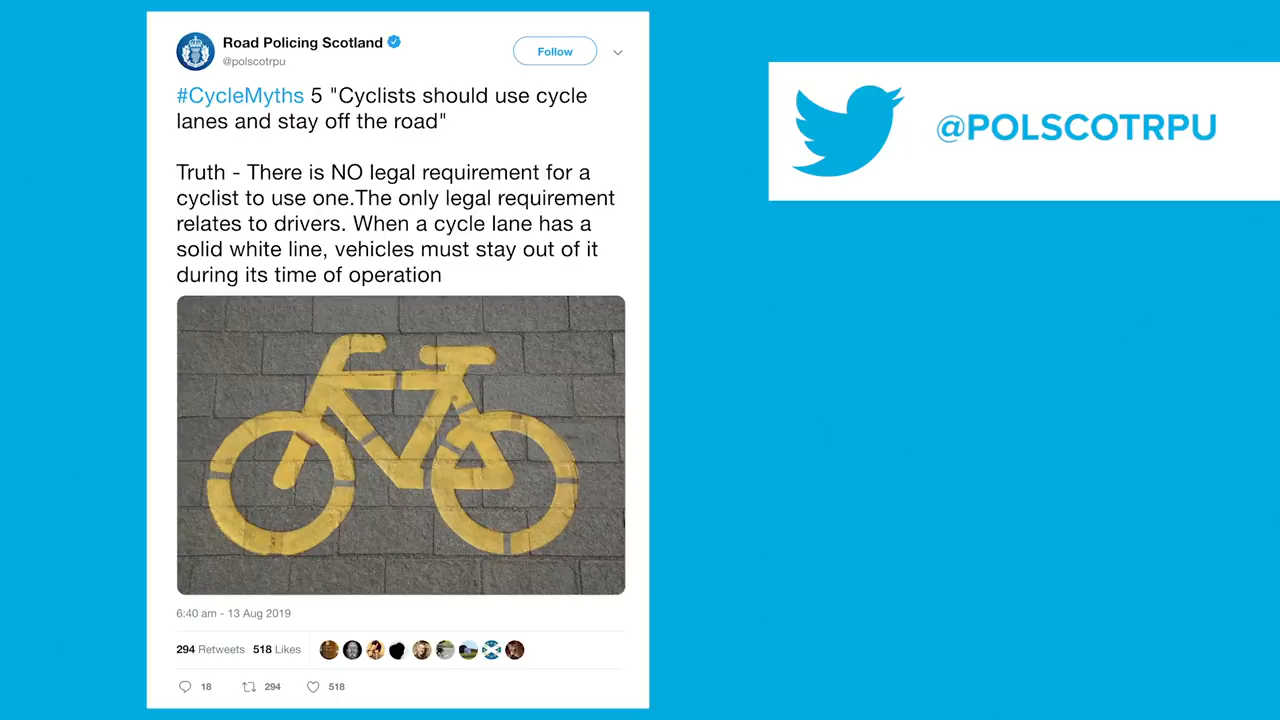 Road Policing Scotland
@polscotrpu
Follow
#CycleMyths 5 "Cyclists should use cycle
lanes and stay off the road"
Truth - There is NO legal requirement for a
cyclist to use one.The only legal requirement
relates to drivers. When a cycle lane has a
solid white line, vehicles must stay out of it
during its time of operation
6:40 am - 13 Aug 2019
294 Retweets 518 Likes
18 294 518
@POLSCOTRPU